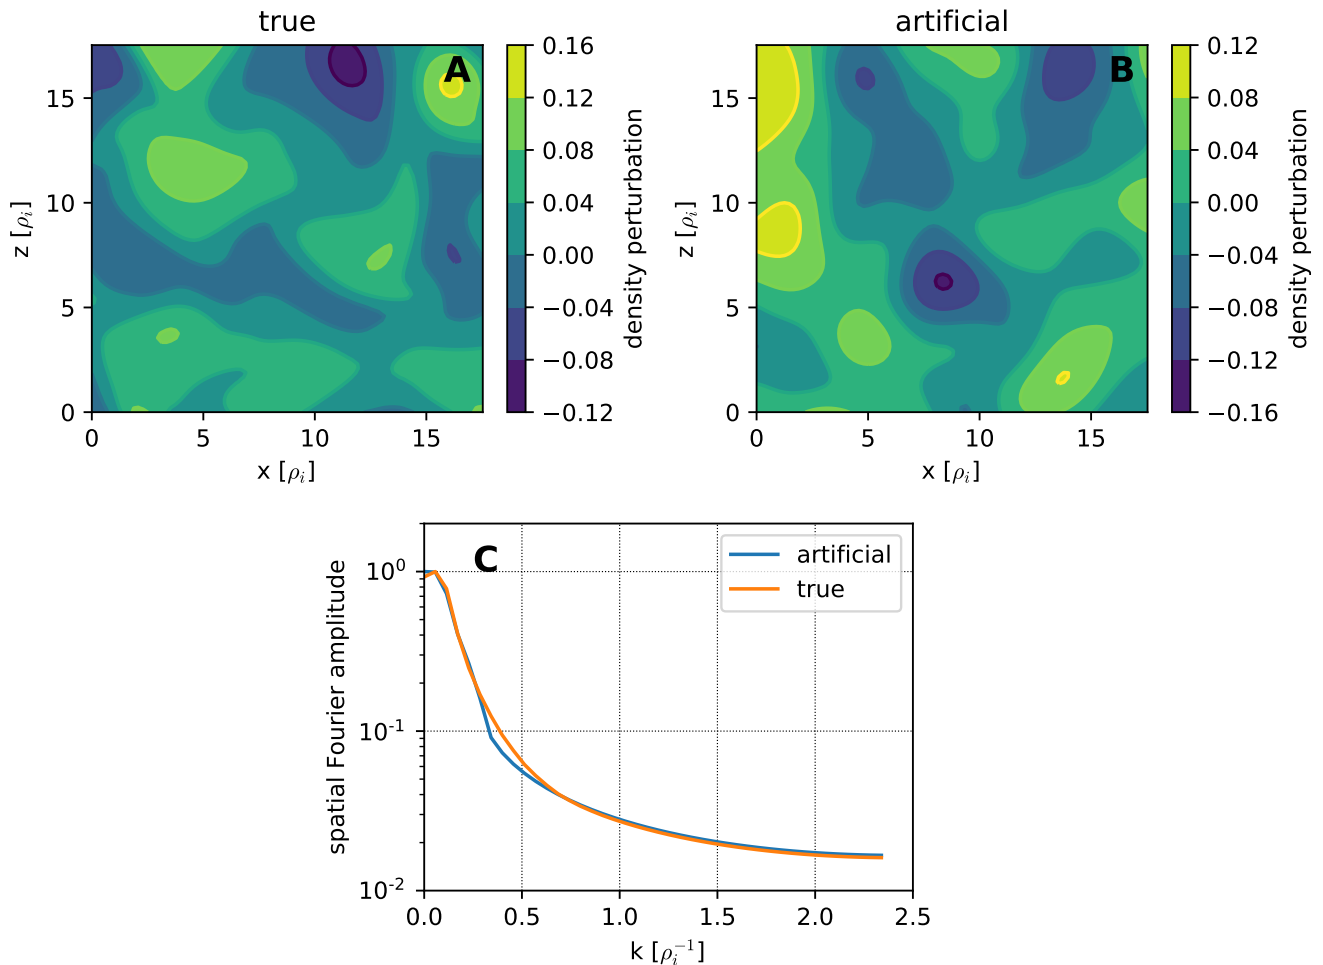 true
A
z [ρᵢ]
15
10
5
0
0 5 10 15
x [ρᵢ]
0.16
0.12
0.08
0.04
0.00
−0.04
−0.08
−0.12
density perturbation
artificial
B
z [ρᵢ]
15
10
5
0
0 5 10 15
x [ρᵢ]
0.12
0.08
0.04
0.00
−0.04
−0.08
−0.12
−0.16
density perturbation
C
artificial
true
spatial Fourier amplitude
10⁰
10⁻¹
10⁻²
0.0 0.5 1.0 1.5 2.0 2.5
k [ρᵢ⁻¹]